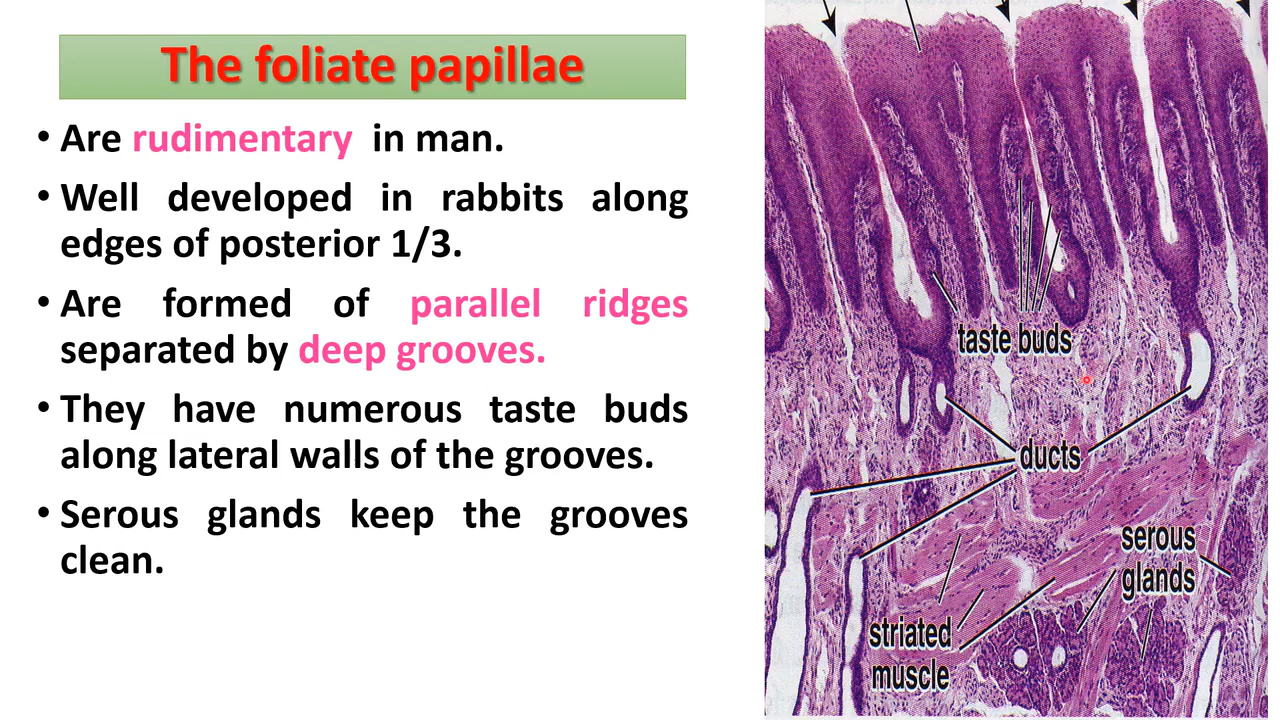 The foliate papillae
• Are rudimentary in man.
• Well developed in rabbits along
edges of posterior 1/3.
• Are formed of parallel ridges
separated by deep grooves.
• They have numerous taste buds
along lateral walls of the grooves.
• Serous glands keep the grooves
clean.
taste buds
ducts
serous
glands
striated
muscle